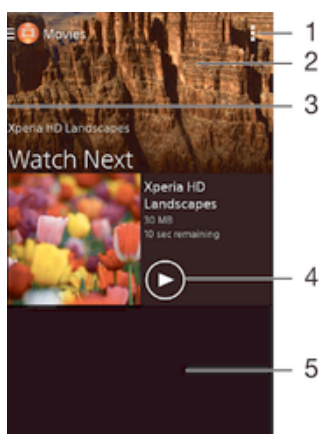 Movies
1
2
3
Xperia HD Landscapes
Watch Next
Xperia HD
Landscapes
30 MB
10 sec remaining
4
5